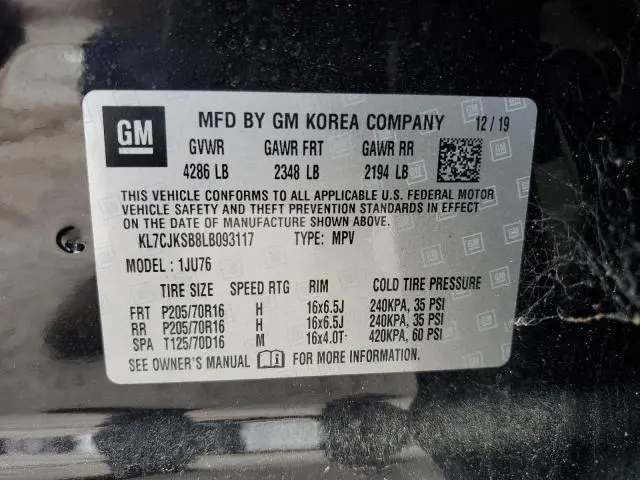 GM
MFD BY GM KOREA COMPANY 12/19
GVWR GAWR FRT GAWR RR
4286 LB 2348 LB 2194 LB
THIS VEHICLE CONFORMS TO ALL APPLICABLE U.S. FEDERAL MOTOR
VEHICLE SAFETY AND THEFT PREVENTION STANDARDS IN EFFECT
ON THE DATE OF MANUFACTURE SHOWN ABOVE.
KL7CJKSB8LB093117 TYPE: MPV
MODEL: 1JU76
TIRE SIZE SPEED RTG RIM COLD TIRE PRESSURE
FRT P205/70R16 H 16x6.5J 240KPA, 35 PSI
RR P205/70R16 H 16x6.5J 240KPA, 35 PSI
SPA T125/70D16 M 16x4.0T 420KPA, 60 PSI
SEE OWNER'S MANUAL FOR MORE INFORMATION.